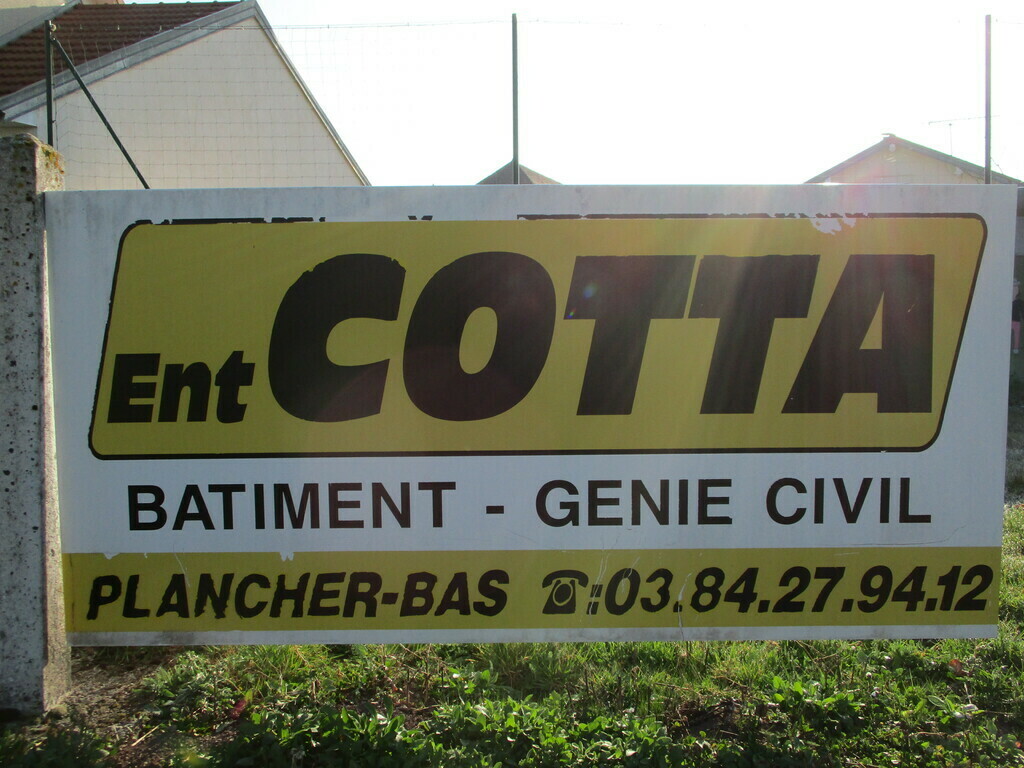 Ent COTTA
BATIMENT - GENIE CIVIL
PLANCHER-BAS ☎:03.84.27.94.12